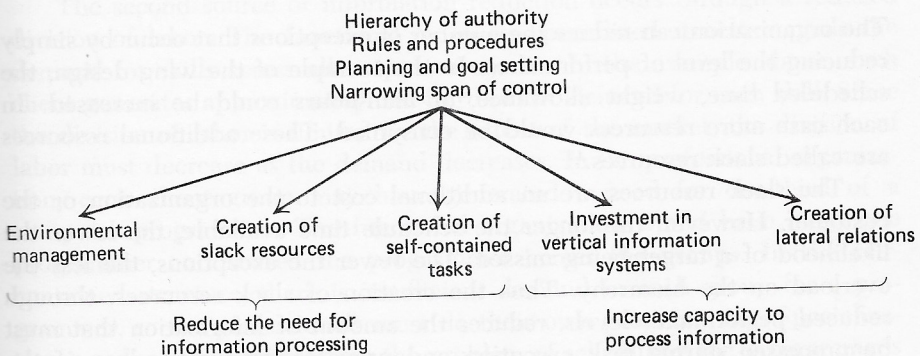 Hierarchy of authority
Rules and procedures
Planning and goal setting
Narrowing span of control
Environmental
management
Creation of
slack resources
Creation of
self-contained
tasks
Investment in
vertical information
systems
Creation of
lateral relations
Reduce the need for
information processing
Increase capacity to
process information